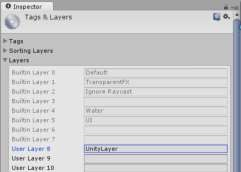 Inspector
Tags & Layers
Tags
Sorting Layers
Layers
Builtin Layer 0 Default
Builtin Layer 1 TransparentFX
Builtin Layer 2 Ignore Raycast
Builtin Layer 3
Builtin Layer 4 Water
Builtin Layer 5 UI
Builtin Layer 6
Builtin Layer 7
User Layer 8 UnityLayer
User Layer 9
User Layer 10